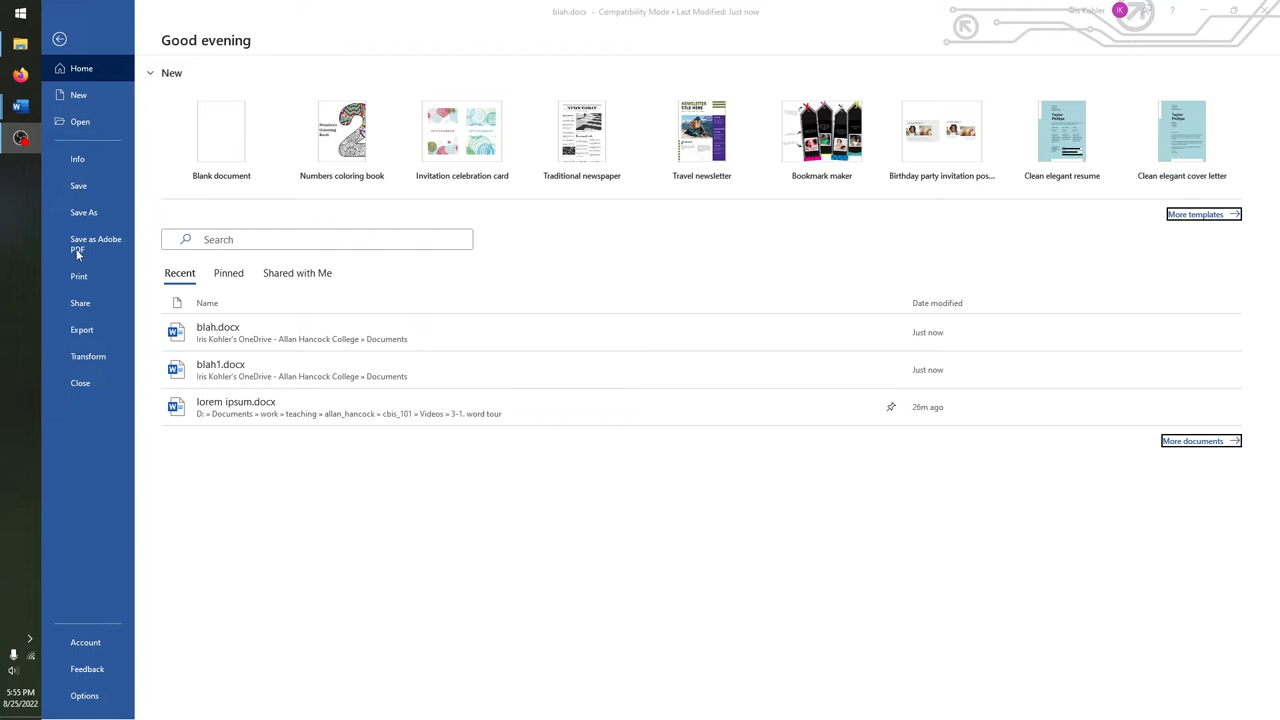 blah.docx - Compatibility Mode • Last Modified: Just now
Iris Kohler
IK
?
Good evening
Home
New
Open
Info
Save
Save As
Save as Adobe
PDF
Print
Share
Export
Transform
Close
Account
Feedback
Options
New
Blank document
Numbers coloring book
Invitation celebration card
Traditional newspaper
Travel newsletter
Bookmark maker
Birthday party invitation pos...
Clean elegant resume
Clean elegant cover letter
More templates
Search
Recent Pinned Shared with Me
Name Date modified
blah.docx
Iris Kohler's OneDrive - Allan Hancock College » Documents
Just now
blah1.docx
Iris Kohler's OneDrive - Allan Hancock College » Documents
Just now
lorem ipsum.docx
D: » Documents » work » teaching » allan_hancock » cbis_101 » Videos » 3-1. word tour
26m ago
More documents
5:55 PM
8/25/2022